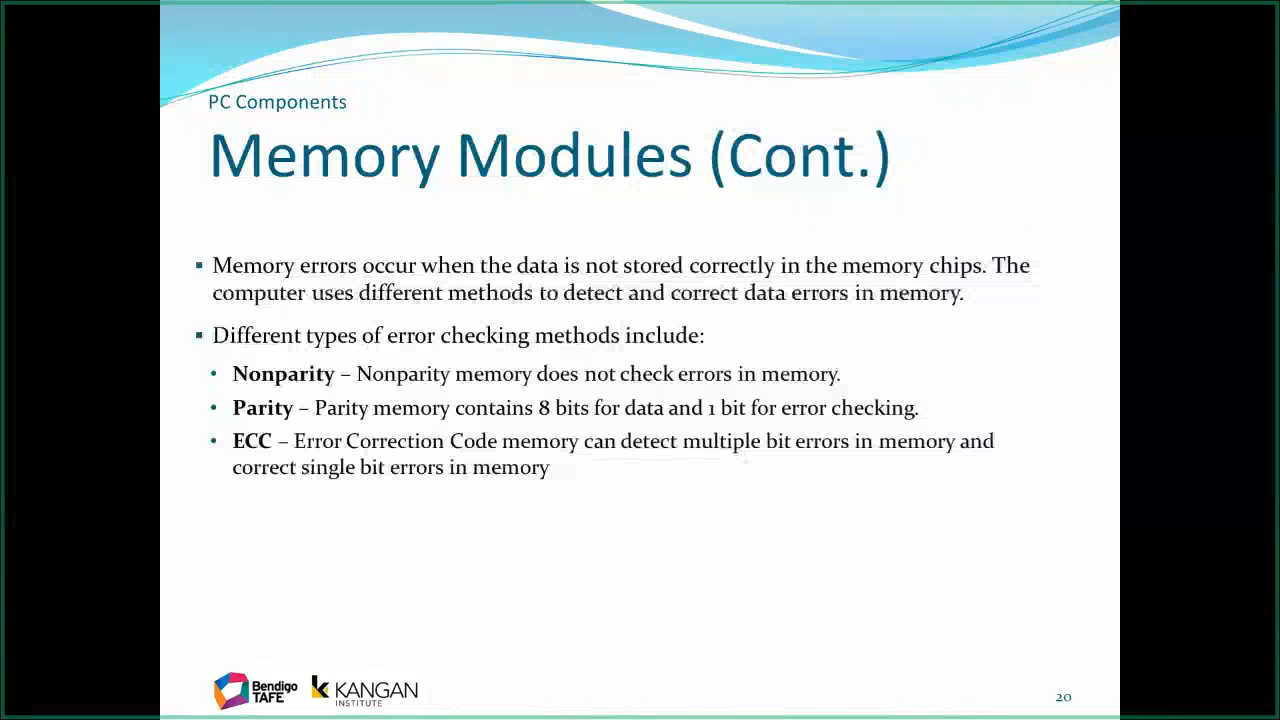 PC Components
Memory Modules (Cont.)
▪ Memory errors occur when the data is not stored correctly in the memory chips. The
computer uses different methods to detect and correct data errors in memory.
▪ Different types of error checking methods include:
• Nonparity – Nonparity memory does not check errors in memory.
• Parity – Parity memory contains 8 bits for data and 1 bit for error checking.
• ECC – Error Correction Code memory can detect multiple bit errors in memory and
correct single bit errors in memory
Bendigo
TAFE
KANGAN
INSTITUTE
20